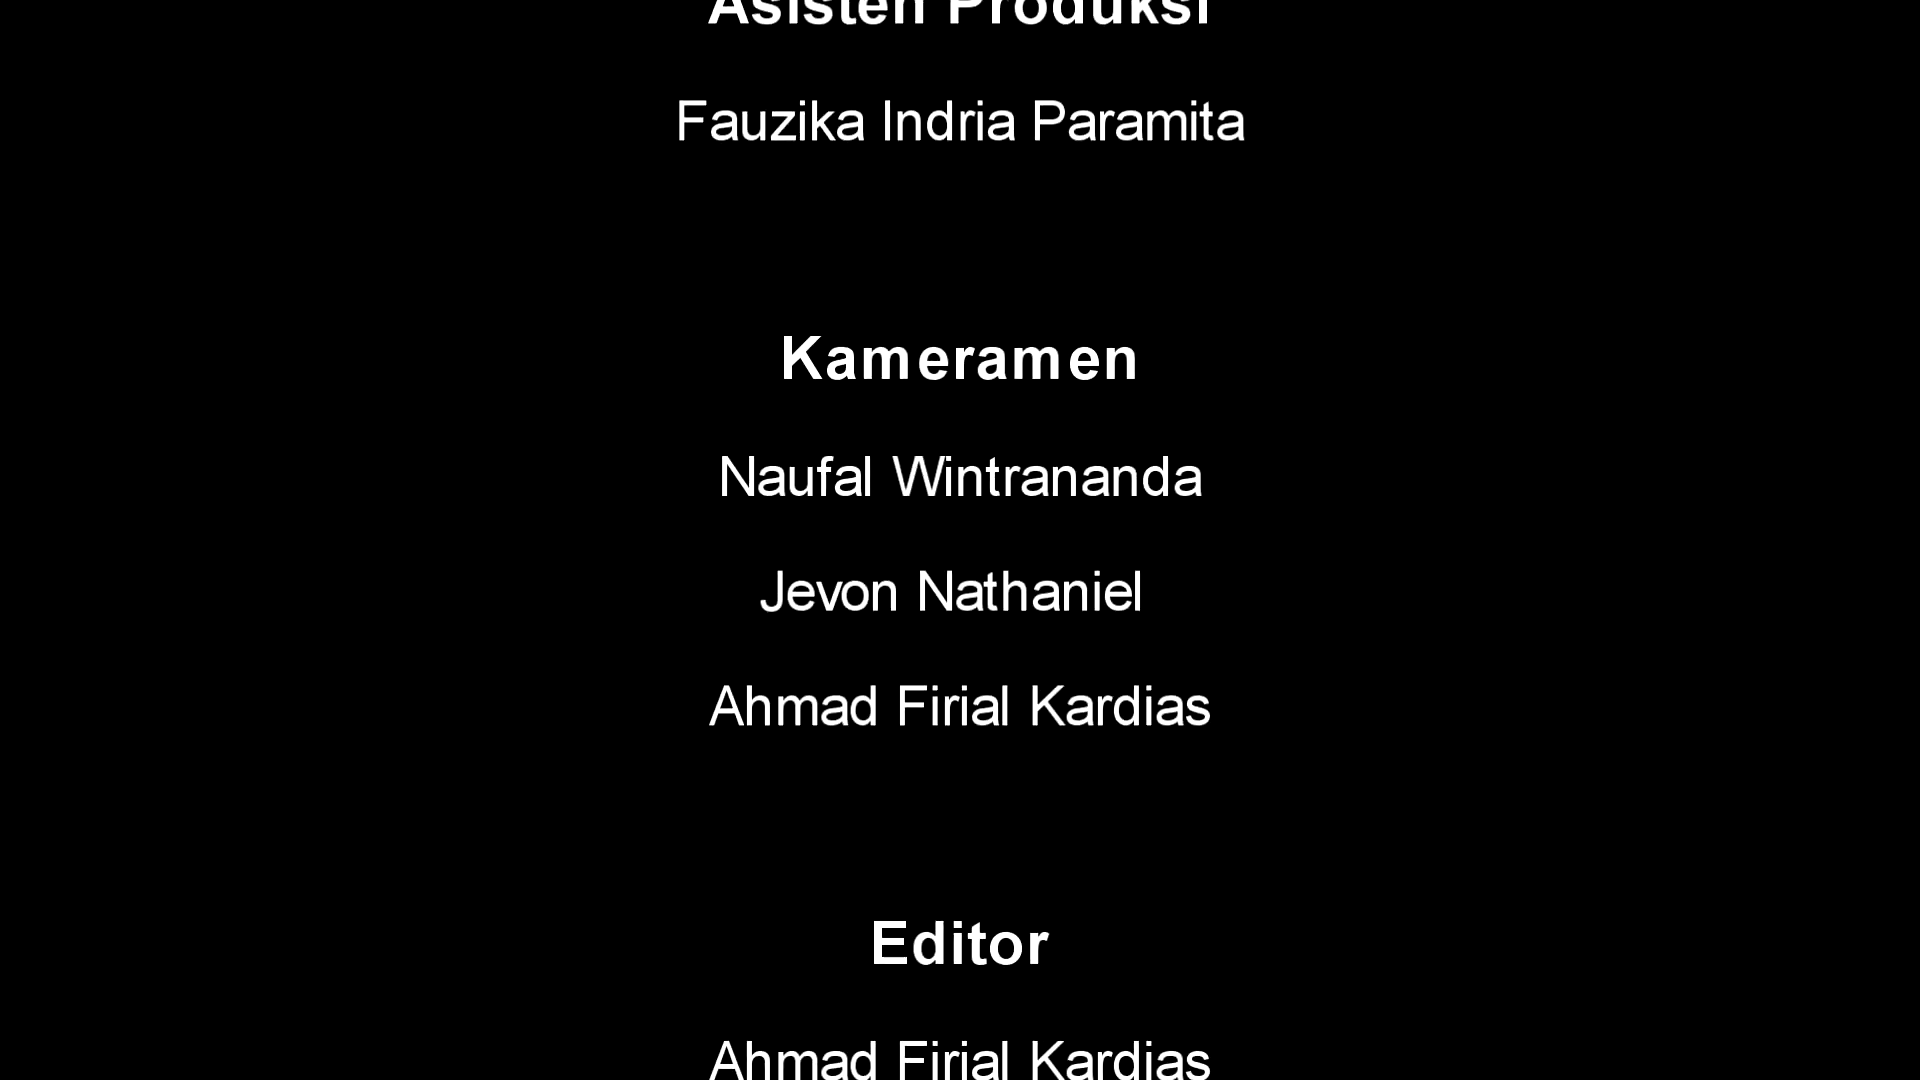 Asisten Produksi
Fauzika Indria Paramita
Kameramen
Naufal Wintrananda
Jevon Nathaniel
Ahmad Firial Kardias
Editor
Ahmad Firial Kardias